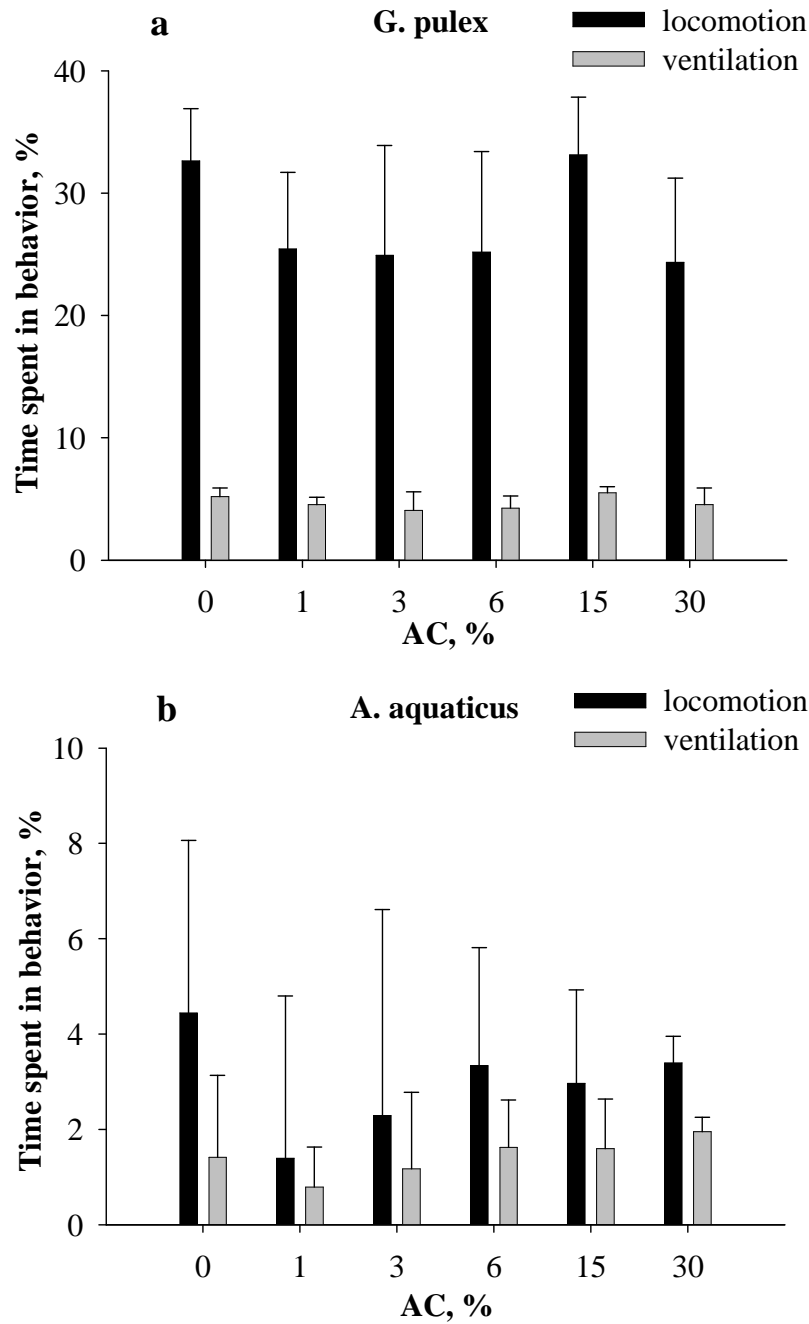 a
G. pulex
locomotion
ventilation
Time spent in behavior, %
40
30
20
10
0
0 1 3 6 15 30
AC, %
b
A. aquaticus
locomotion
ventilation
Time spent in behavior, %
10
8
6
4
2
0
0 1 3 6 15 30
AC, %